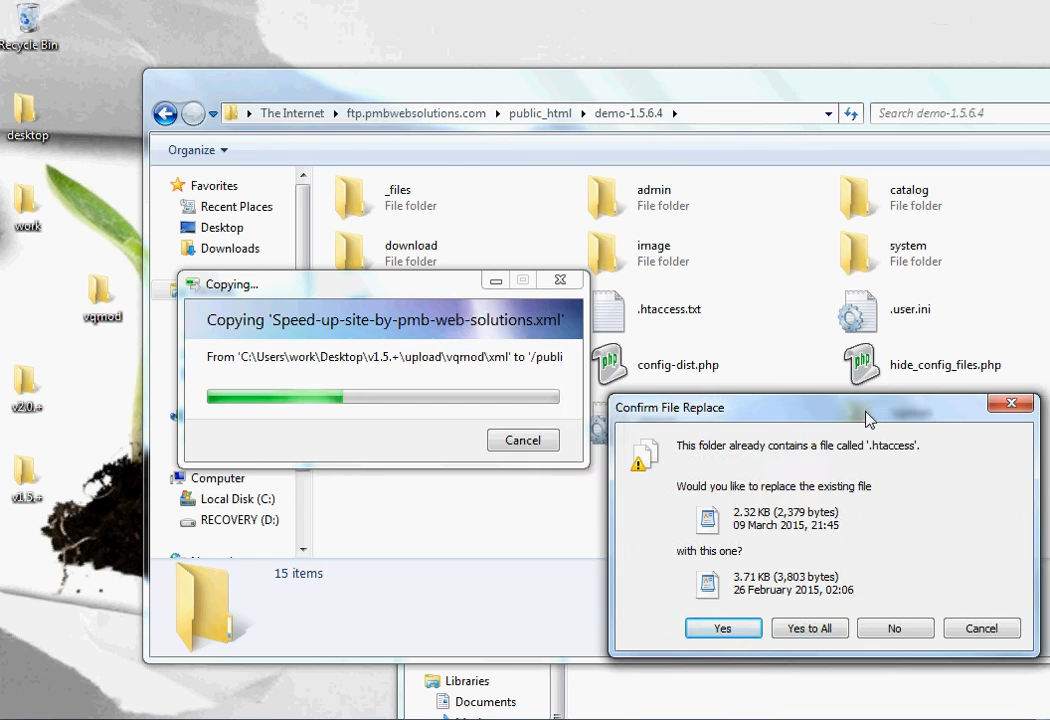 Recycle Bin
desktop
work
vqmod
v2.0.+
v1.5.+
The Internet
ftp.pmbwebsolutions.com
public_html
demo-1.5.6.4
Search demo-1.5.6.4
Organize
Favorites
Recent Places
Desktop
Downloads
Computer
Local Disk (C:)
RECOVERY (D:)
_files
File folder
admin
File folder
catalog
File folder
download
File folder
image
File folder
system
File folder
.htaccess.txt
.user.ini
config-dist.php
hide_config_files.php
php
php
15 items
Copying...
Copying 'Speed-up-site-by-pmb-web-solutions.xml'
From 'C:\Users\work\Desktop\v1.5.+\upload\vqmod\xml' to '/publi
Cancel
Confirm File Replace
This folder already contains a file called '.htaccess'.
Would you like to replace the existing file
2.32 KB (2,379 bytes)
09 March 2015, 21:45
with this one?
3.71 KB (3,803 bytes)
26 February 2015, 02:06
Yes
Yes to All
No
Cancel
Libraries
Documents